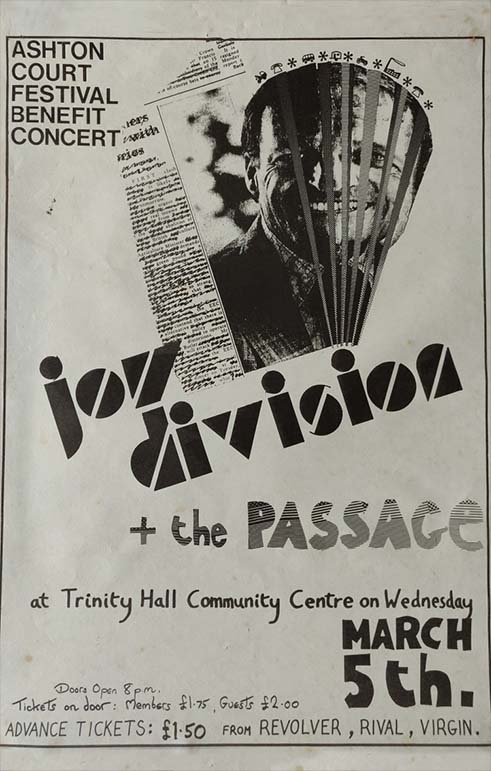 ASHTON
COURT
FESTIVAL
BENEFIT
CONCERT
joy
division
+ the PASSAGE
at Trinity Hall Community Centre on Wednesday
MARCH
5th.
Doors Open 8p.m.
Tickets on door: Members £1·75, Guests £2·00
ADVANCE TICKETS: £1·50 FROM REVOLVER, RIVAL, VIRGIN.